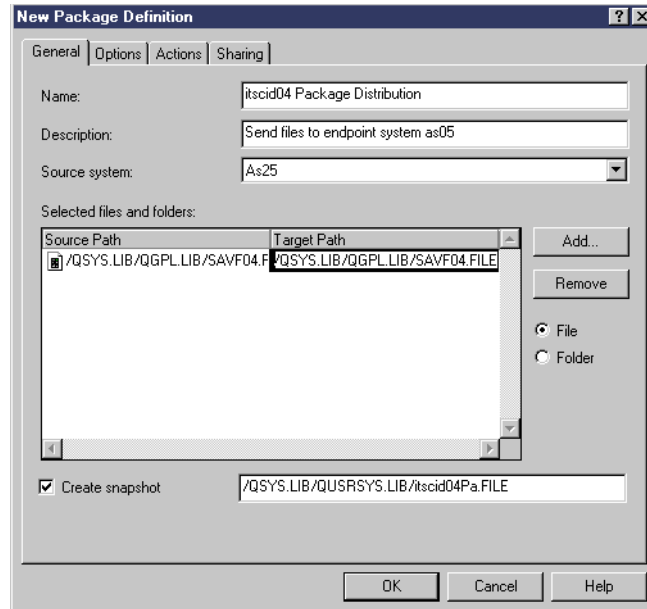 New Package Definition
General Options Actions Sharing
Name: itscid04 Package Distribution
Description: Send files to endpoint system as05
Source system: As25
Selected files and folders:
Source Path Target Path
/QSYS.LIB/QGPL.LIB/SAVF04.F /QSYS.LIB/QGPL.LIB/SAVF04.FILE
Add...
Remove
File
Folder
Create snapshot /QSYS.LIB/QUSRSYS.LIB/itscid04Pa.FILE
OK Cancel Help